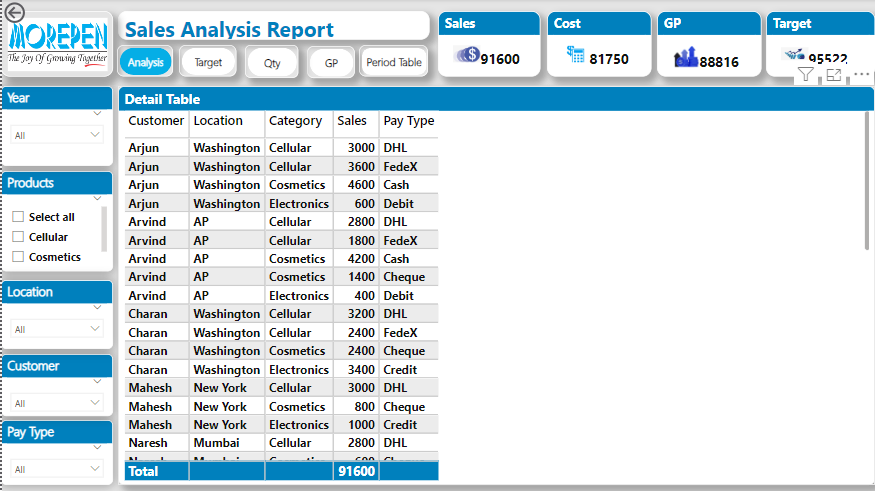 MOREPEN
The Joy Of Growing Together
Sales Analysis Report
Analysis
Target
Qty
GP
Period Table
Sales
91600
Cost
81750
GP
88816
Target
95522
Year
All
Products
Select all
Cellular
Cosmetics
Location
All
Customer
All
Pay Type
All
Detail Table
Customer Location Category Sales Pay Type
Arjun Washington Cellular 3000 DHL
Arjun Washington Cellular 3600 FedeX
Arjun Washington Cosmetics 4600 Cash
Arjun Washington Electronics 600 Debit
Arvind AP Cellular 2800 DHL
Arvind AP Cellular 1800 FedeX
Arvind AP Cosmetics 4200 Cash
Arvind AP Cosmetics 1400 Cheque
Arvind AP Electronics 400 Debit
Charan Washington Cellular 3200 DHL
Charan Washington Cellular 2400 FedeX
Charan Washington Cosmetics 2400 Cheque
Charan Washington Electronics 3400 Credit
Mahesh New York Cellular 3000 DHL
Mahesh New York Cosmetics 800 Cheque
Mahesh New York Electronics 1000 Credit
Naresh Mumbai Cellular 2800 DHL
Total 91600